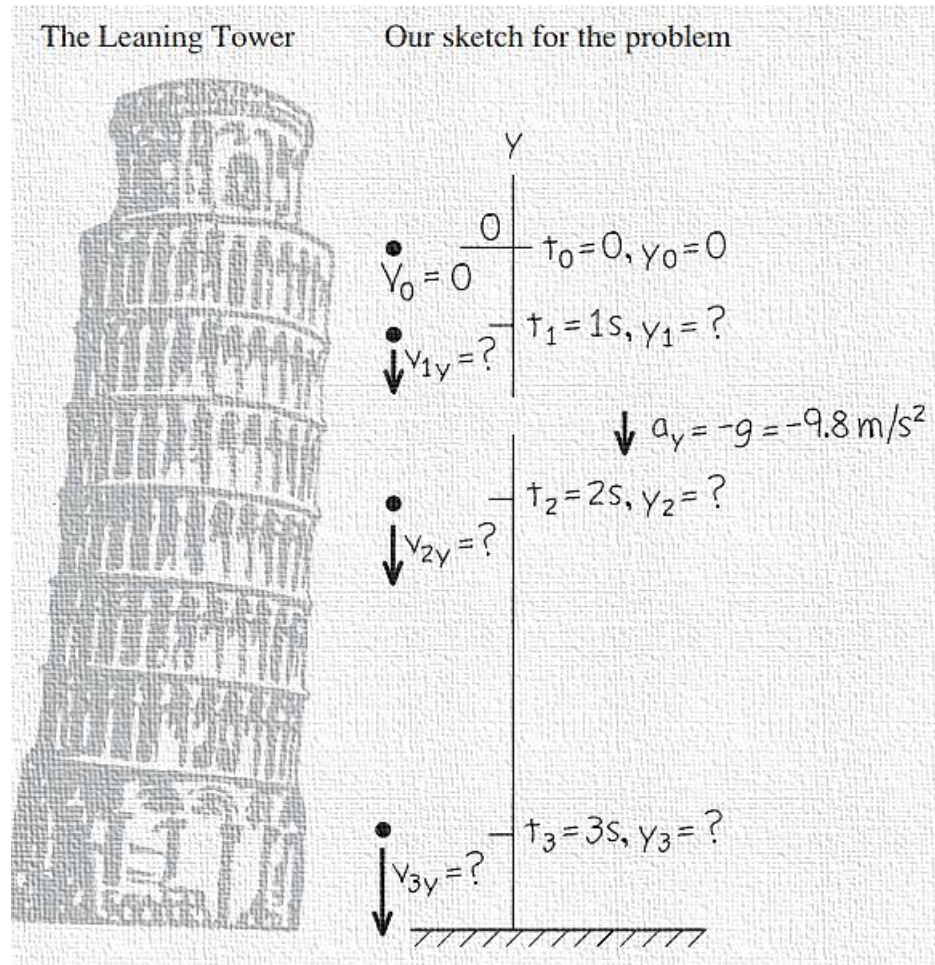 The Leaning Tower
Our sketch for the problem
Y
0
t₀=0, y₀=0
V₀ = 0
t₁=1s, y₁= ?
v₁y =?
aᵧ = -g = -9.8 m/s²
t₂=2s, y₂= ?
v₂y =?
t₃=3s, y₃= ?
v₃y =?